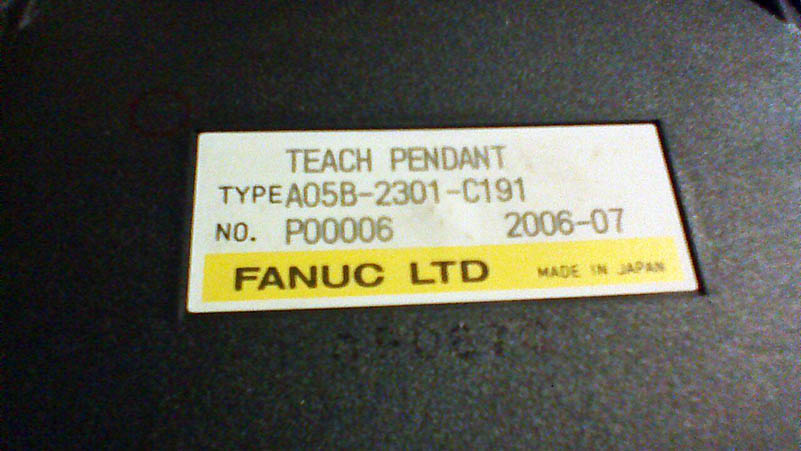 TEACH PENDANT
TYPE A05B-2301-C191
NO. P00006 2006-07
FANUC LTD MADE IN JAPAN